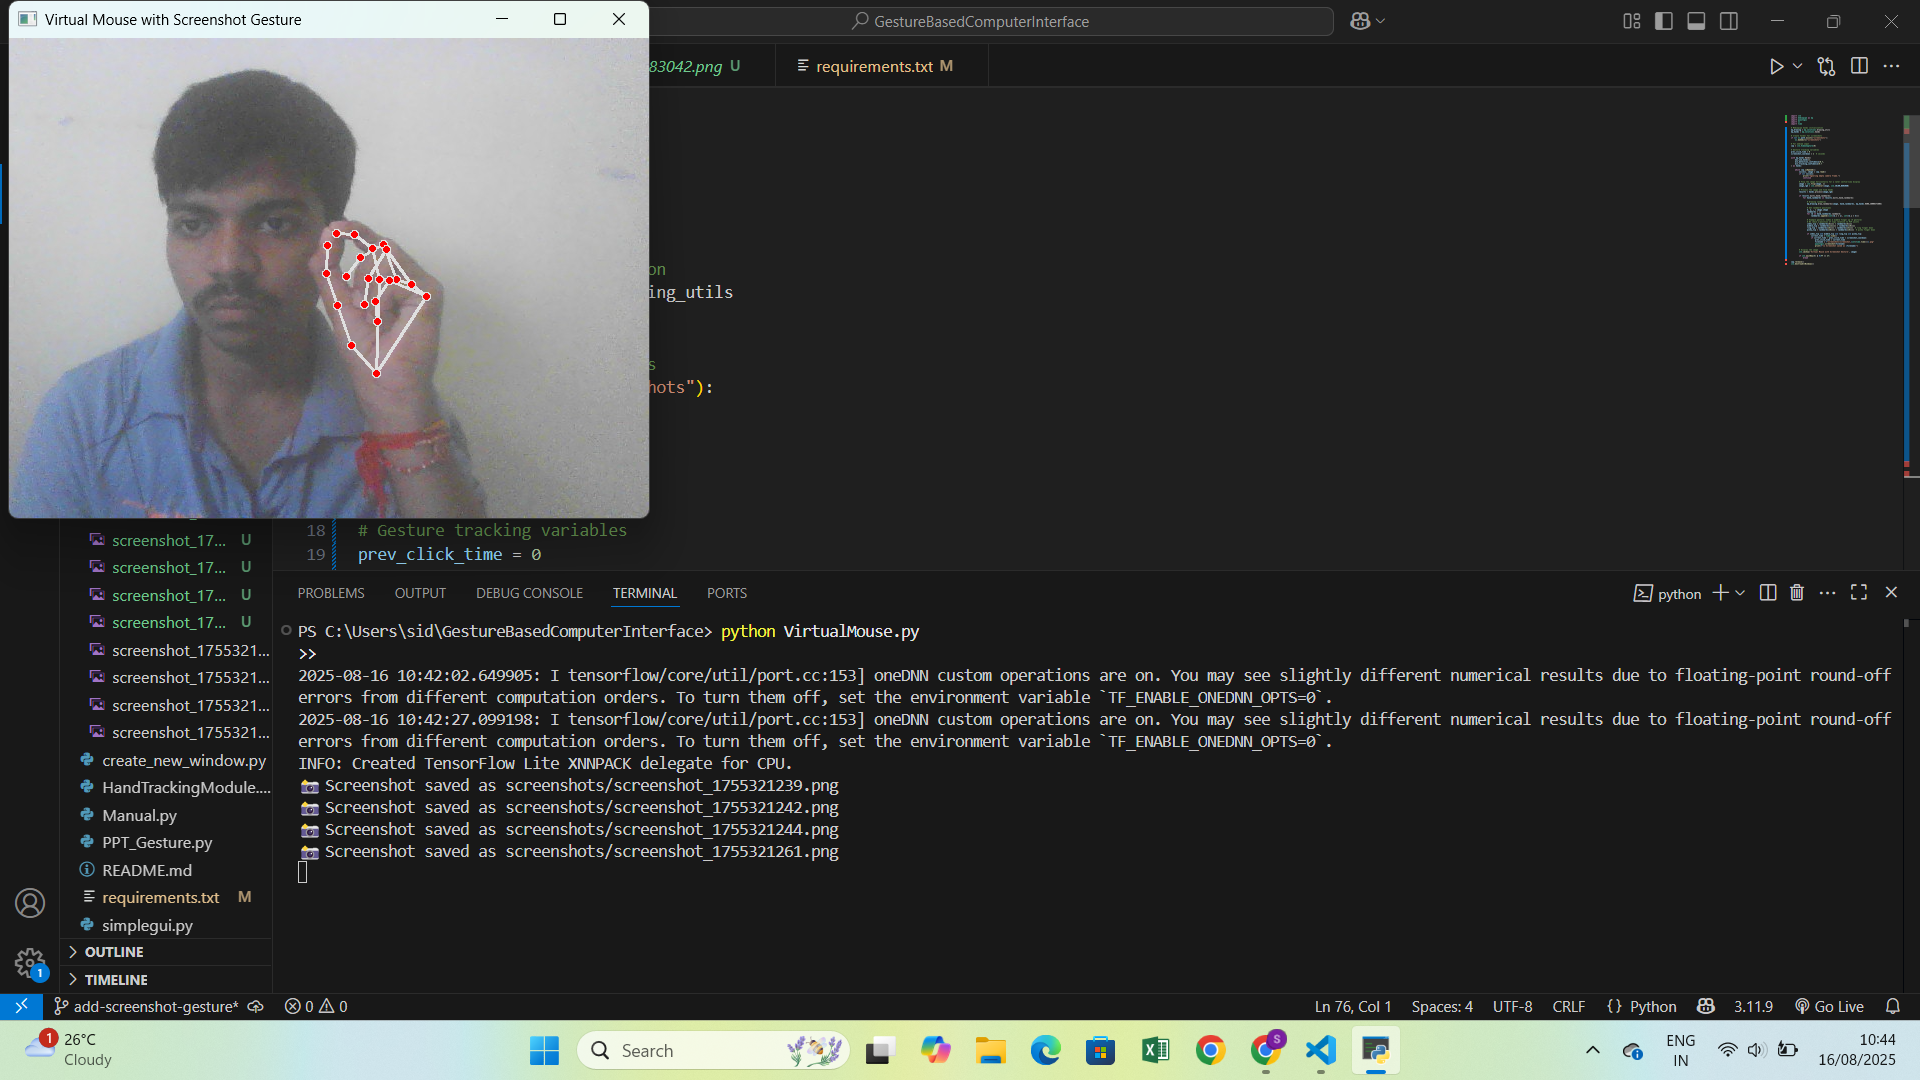 Virtual Mouse with Screenshot Gesture
GestureBasedComputerInterface
83042.png U
requirements.txt M
on
ing_utils
s
hots"):
18 # Gesture tracking variables
19 prev_click_time = 0
screenshot_17... U
screenshot_17... U
screenshot_17... U
screenshot_17... U
screenshot_1755321...
screenshot_1755321...
screenshot_1755321...
screenshot_1755321...
create_new_window.py
HandTrackingModule....
Manual.py
PPT_Gesture.py
README.md
requirements.txt M
simplegui.py
OUTLINE
TIMELINE
PROBLEMS OUTPUT DEBUG CONSOLE TERMINAL PORTS
python
PS C:\Users\sid\GestureBasedComputerInterface> python VirtualMouse.py
>>
2025-08-16 10:42:02.649905: I tensorflow/core/util/port.cc:153] oneDNN custom operations are on. You may see slightly different numerical results due to floating-point round-off
errors from different computation orders. To turn them off, set the environment variable `TF_ENABLE_ONEDNN_OPTS=0`.
2025-08-16 10:42:27.099198: I tensorflow/core/util/port.cc:153] oneDNN custom operations are on. You may see slightly different numerical results due to floating-point round-off
errors from different computation orders. To turn them off, set the environment variable `TF_ENABLE_ONEDNN_OPTS=0`.
INFO: Created TensorFlow Lite XNNPACK delegate for CPU.
📸 Screenshot saved as screenshots/screenshot_1755321239.png
📸 Screenshot saved as screenshots/screenshot_1755321242.png
📸 Screenshot saved as screenshots/screenshot_1755321244.png
📸 Screenshot saved as screenshots/screenshot_1755321261.png
1
add-screenshot-gesture* 0 0
Ln 76, Col 1 Spaces: 4 UTF-8 CRLF {} Python 3.11.9 Go Live
1
26°C
Cloudy
Search
S
ENG
IN
10:44
16/08/2025